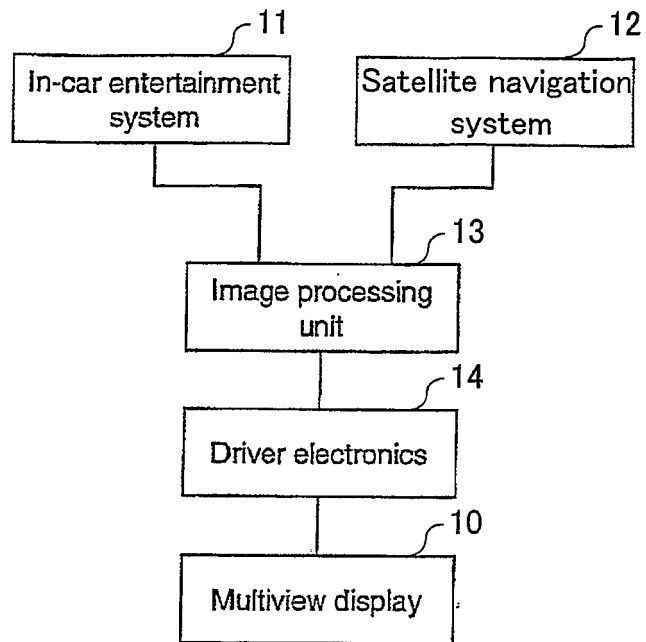 11
In-car entertainment
system
12
Satellite navigation
system
13
Image processing
unit
14
Driver electronics
10
Multiview display